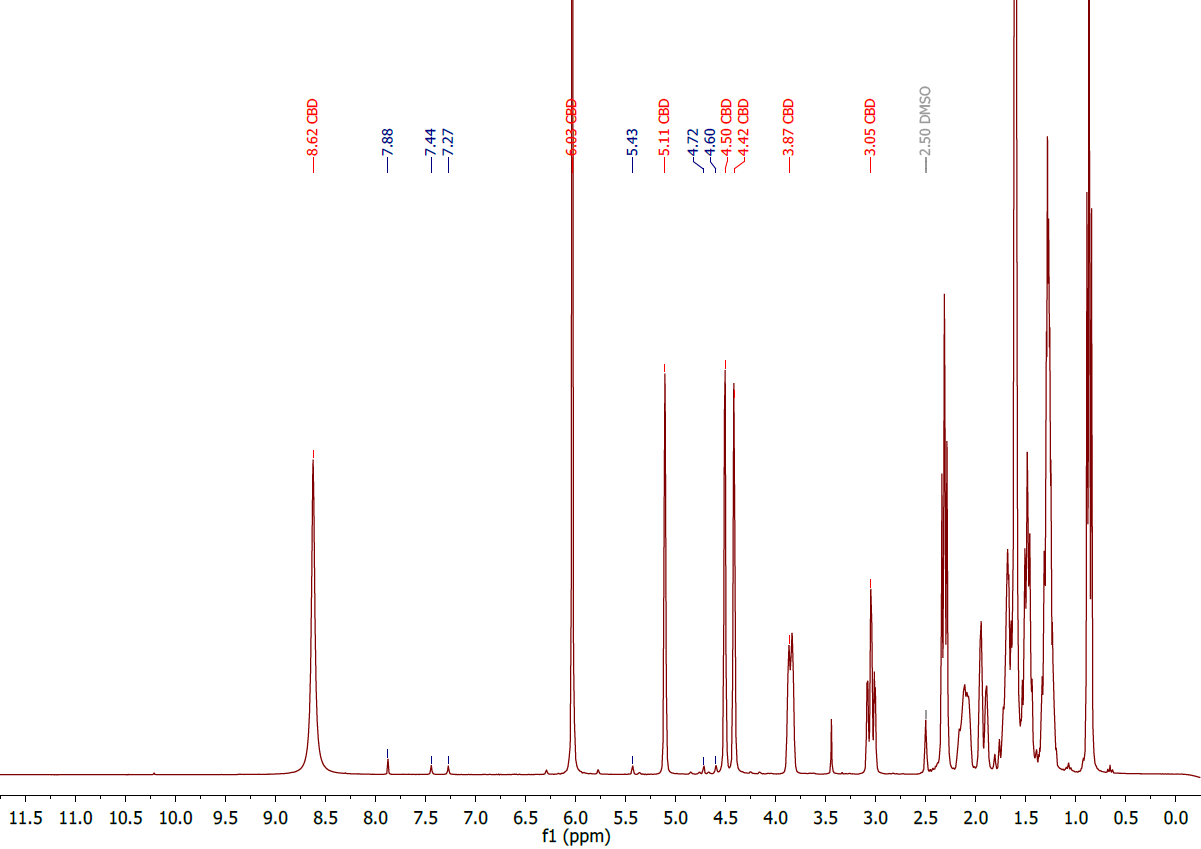 8.62 CBD
7.88
7.44
7.27
6.03 CBD
5.43
5.11 CBD
4.72
4.60
4.50 CBD
4.42 CBD
3.87 CBD
3.05 CBD
2.50 DMSO
11.5 11.0 10.5 10.0 9.5 9.0 8.5 8.0 7.5 7.0 6.5 6.0 5.5 5.0 4.5 4.0 3.5 3.0 2.5 2.0 1.5 1.0 0.5 0.0
f1 (ppm)